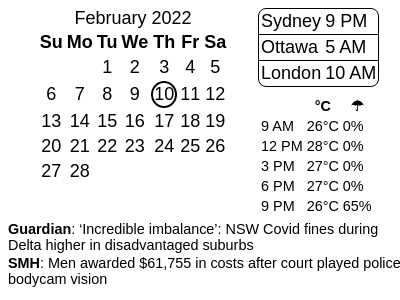 February 2022
Su Mo Tu We Th Fr Sa
1 2 3 4 5
6 7 8 9 10 11 12
13 14 15 16 17 18 19
20 21 22 23 24 25 26
27 28
Sydney 9 PM
Ottawa 5 AM
London 10 AM
°C ☂
9 AM 26°C 0%
12 PM 28°C 0%
3 PM 27°C 0%
6 PM 27°C 0%
9 PM 26°C 65%
Guardian: ‘Incredible imbalance’: NSW Covid fines during
Delta higher in disadvantaged suburbs
SMH: Men awarded $61,755 in costs after court played police
bodycam vision